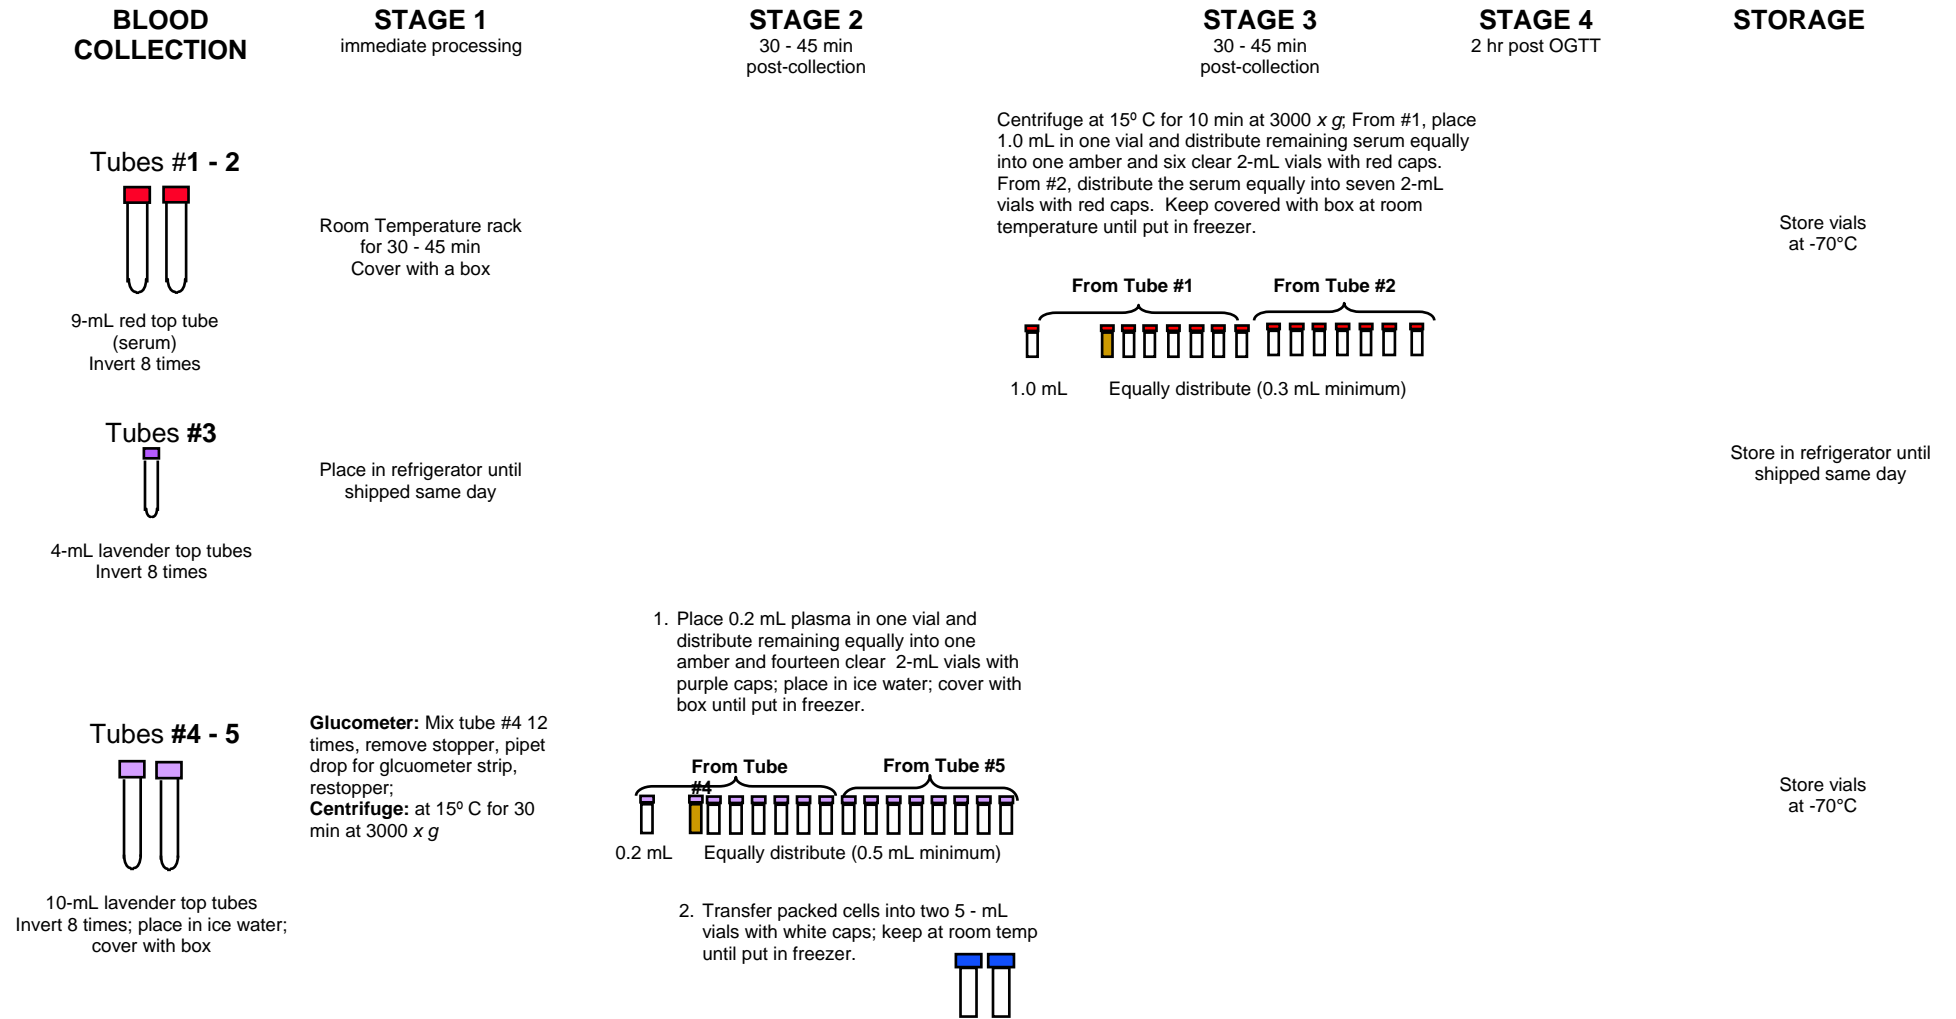 BLOOD
COLLECTION
STAGE 1
immediate processing
STAGE 2
30 - 45 min
post-collection
STAGE 3
30 - 45 min
post-collection
STAGE 4
2 hr post OGTT
STORAGE
Tubes #1 - 2
9-mL red top tube
(serum)
Invert 8 times
Room Temperature rack
for 30 - 45 min
Cover with a box
Centrifuge at 15º C for 10 min at 3000 x g; From #1, place
1.0 mL in one vial and distribute remaining serum equally
into one amber and six clear 2-mL vials with red caps.
From #2, distribute the serum equally into seven 2-mL
vials with red caps.  Keep covered with box at room
temperature until put in freezer.
From Tube #1
From Tube #2
1.0 mL
Equally distribute (0.3 mL minimum)
Store vials
at -70°C
Tubes #3
4-mL lavender top tubes
Invert 8 times
Place in refrigerator until
shipped same day
Store in refrigerator until
shipped same day
Tubes #4 - 5
10-mL lavender top tubes
Invert 8 times; place in ice water;
cover with box
Glucometer: Mix tube #4 12
times, remove stopper, pipet
drop for glcuometer strip,
restopper;
Centrifuge: at 15º C for 30
min at 3000 x g
1. Place 0.2 mL plasma in one vial and
distribute remaining equally into one
amber and fourteen clear  2-mL vials with
purple caps; place in ice water; cover with
box until put in freezer.
From Tube
#4
From Tube #5
0.2 mL
Equally distribute (0.5 mL minimum)
2. Transfer packed cells into two 5 - mL
vials with white caps; keep at room temp
until put in freezer.
Store vials
at -70°C